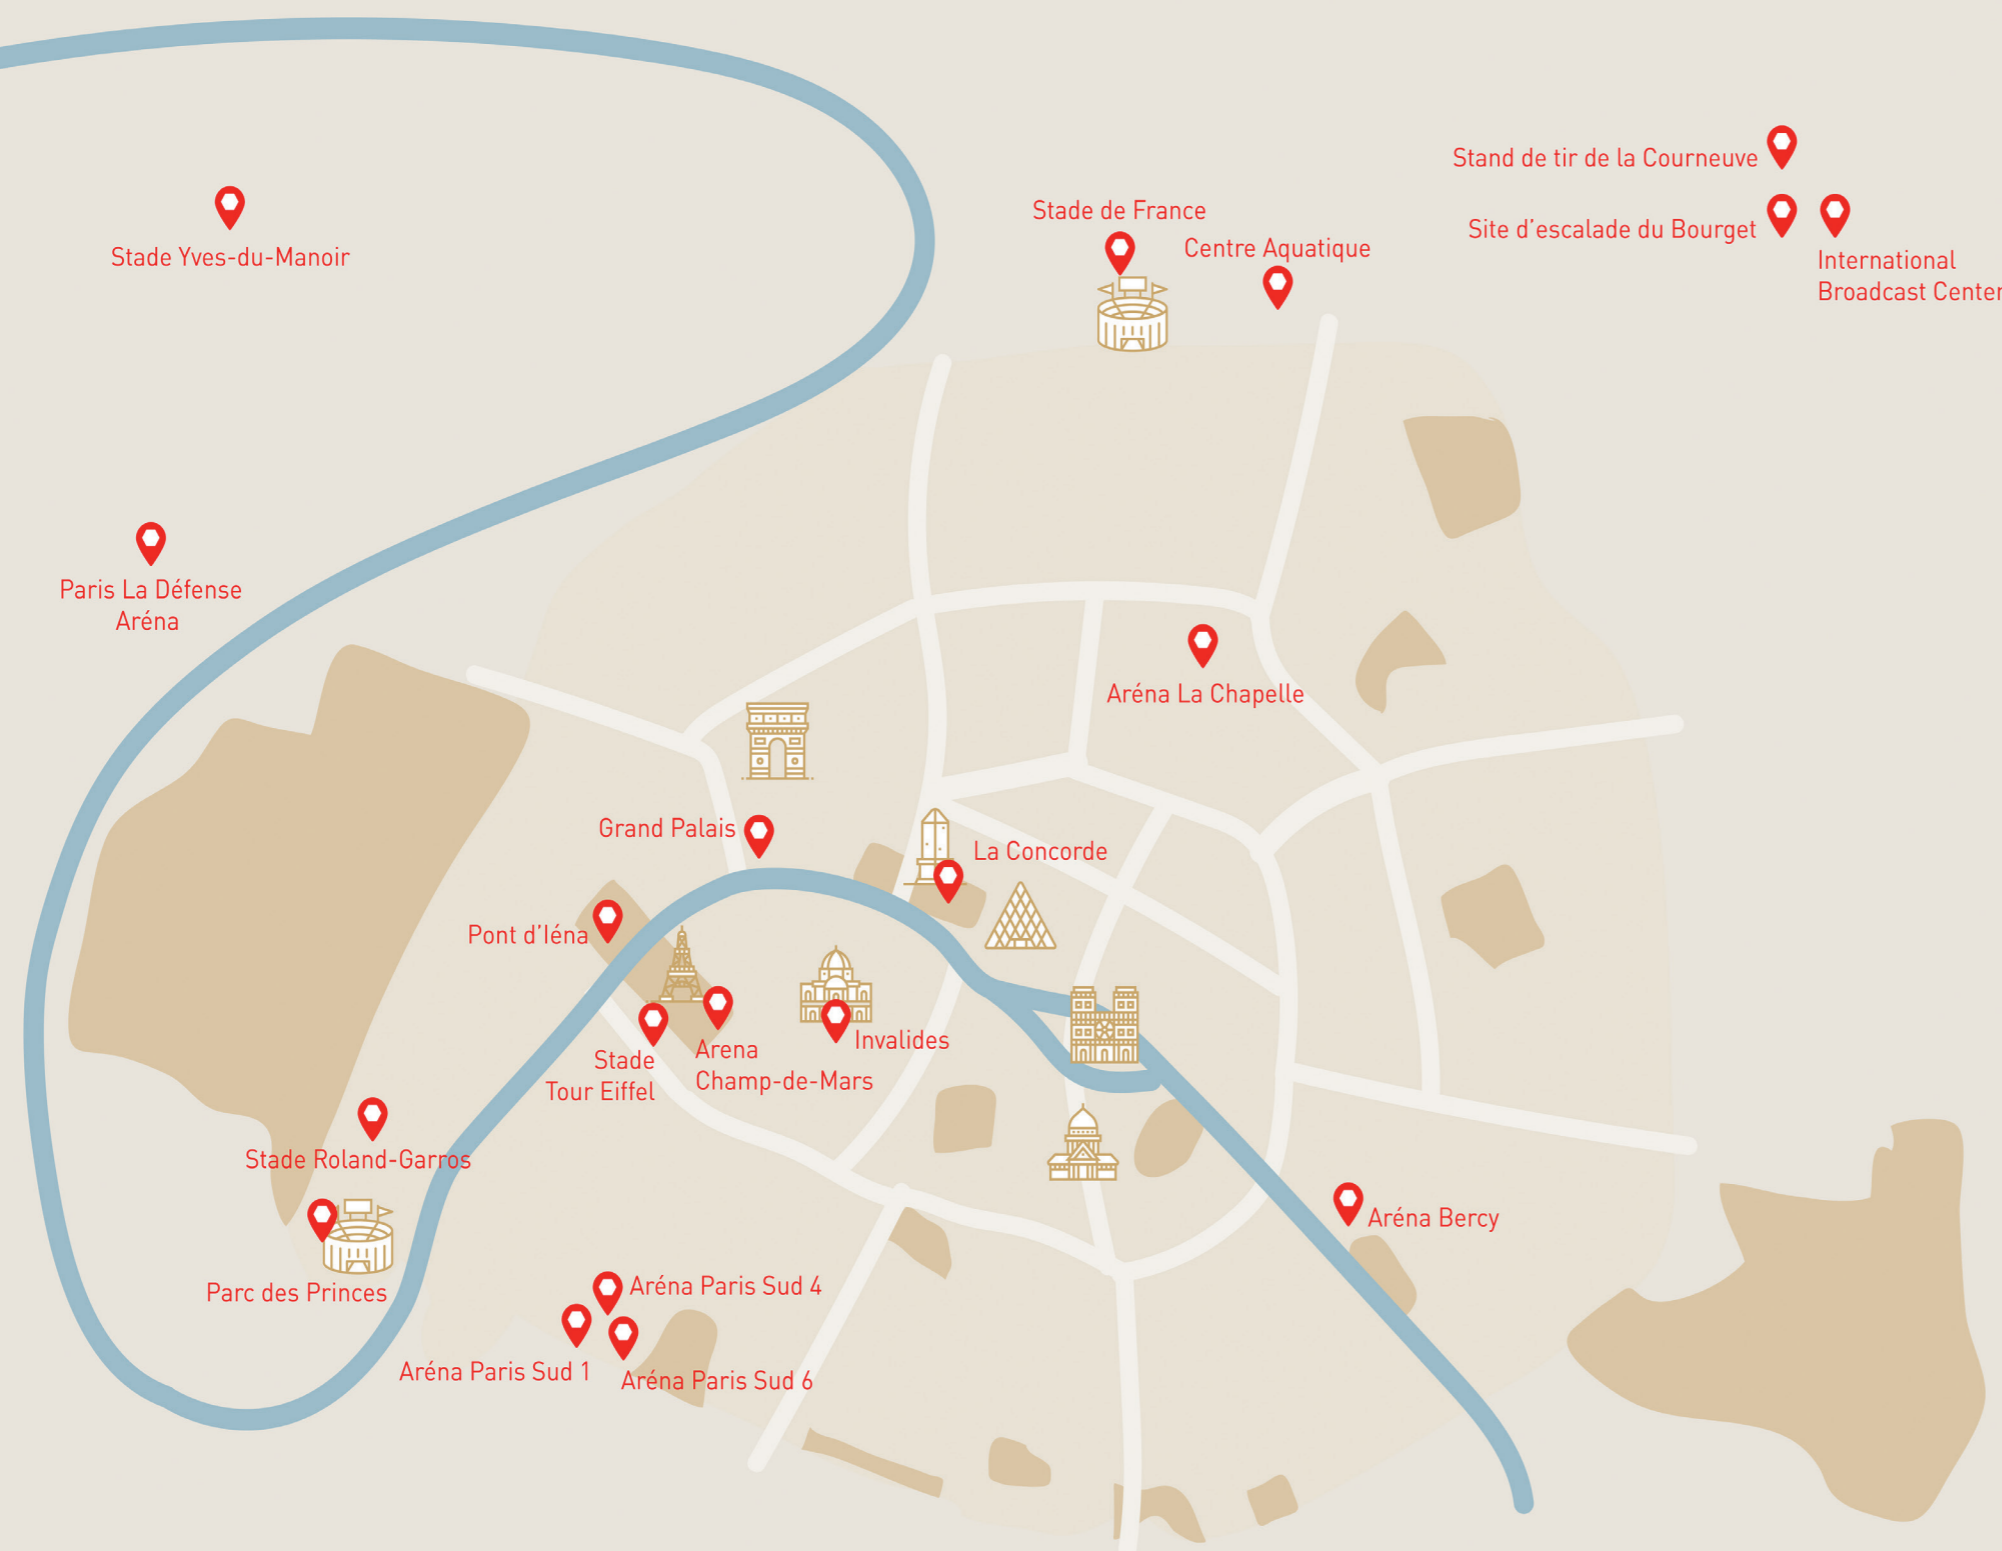 Stand de tir de la Courneuve
Stade de France
Site d'escalade du Bourget
Centre Aquatique
Stade Yves-du-Manoir
International
Broadcast Center
Paris La Défense
Aréna
Aréna La Chapelle
Grand Palais
La Concorde
Pont d'Iéna
Invalides
Stade
Tour Eiffel
Arena
Champ-de-Mars
Stade Roland-Garros
Aréna Bercy
Parc des Princes
Aréna Paris Sud 4
Aréna Paris Sud 1
Aréna Paris Sud 6